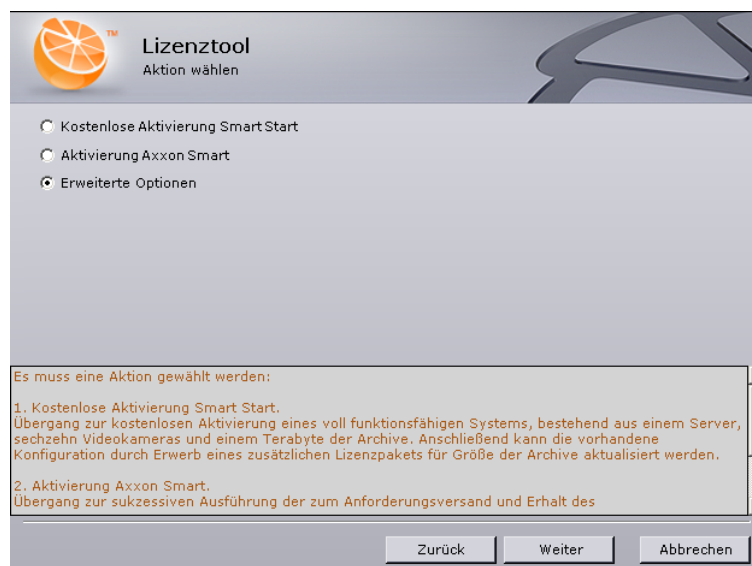 TM
Lizenztool
Aktion wählen
Kostenlose Aktivierung Smart Start
Aktivierung Axxon Smart
Erweiterte Optionen
Es muss eine Aktion gewählt werden:
1. Kostenlose Aktivierung Smart Start.
Übergang zur kostenlosen Aktivierung eines voll funktionsfähigen Systems, bestehend aus einem Server,
sechzehn Videokameras und einem Terabyte der Archive. Anschließend kann die vorhandene
Konfiguration durch Erwerb eines zusätzlichen Lizenzpakets für Größe der Archive aktualisiert werden.
2. Aktivierung Axxon Smart.
Übergang zur sukzessiven Ausführung der zum Anforderungsversand und Erhalt des
Zurück Weiter Abbrechen